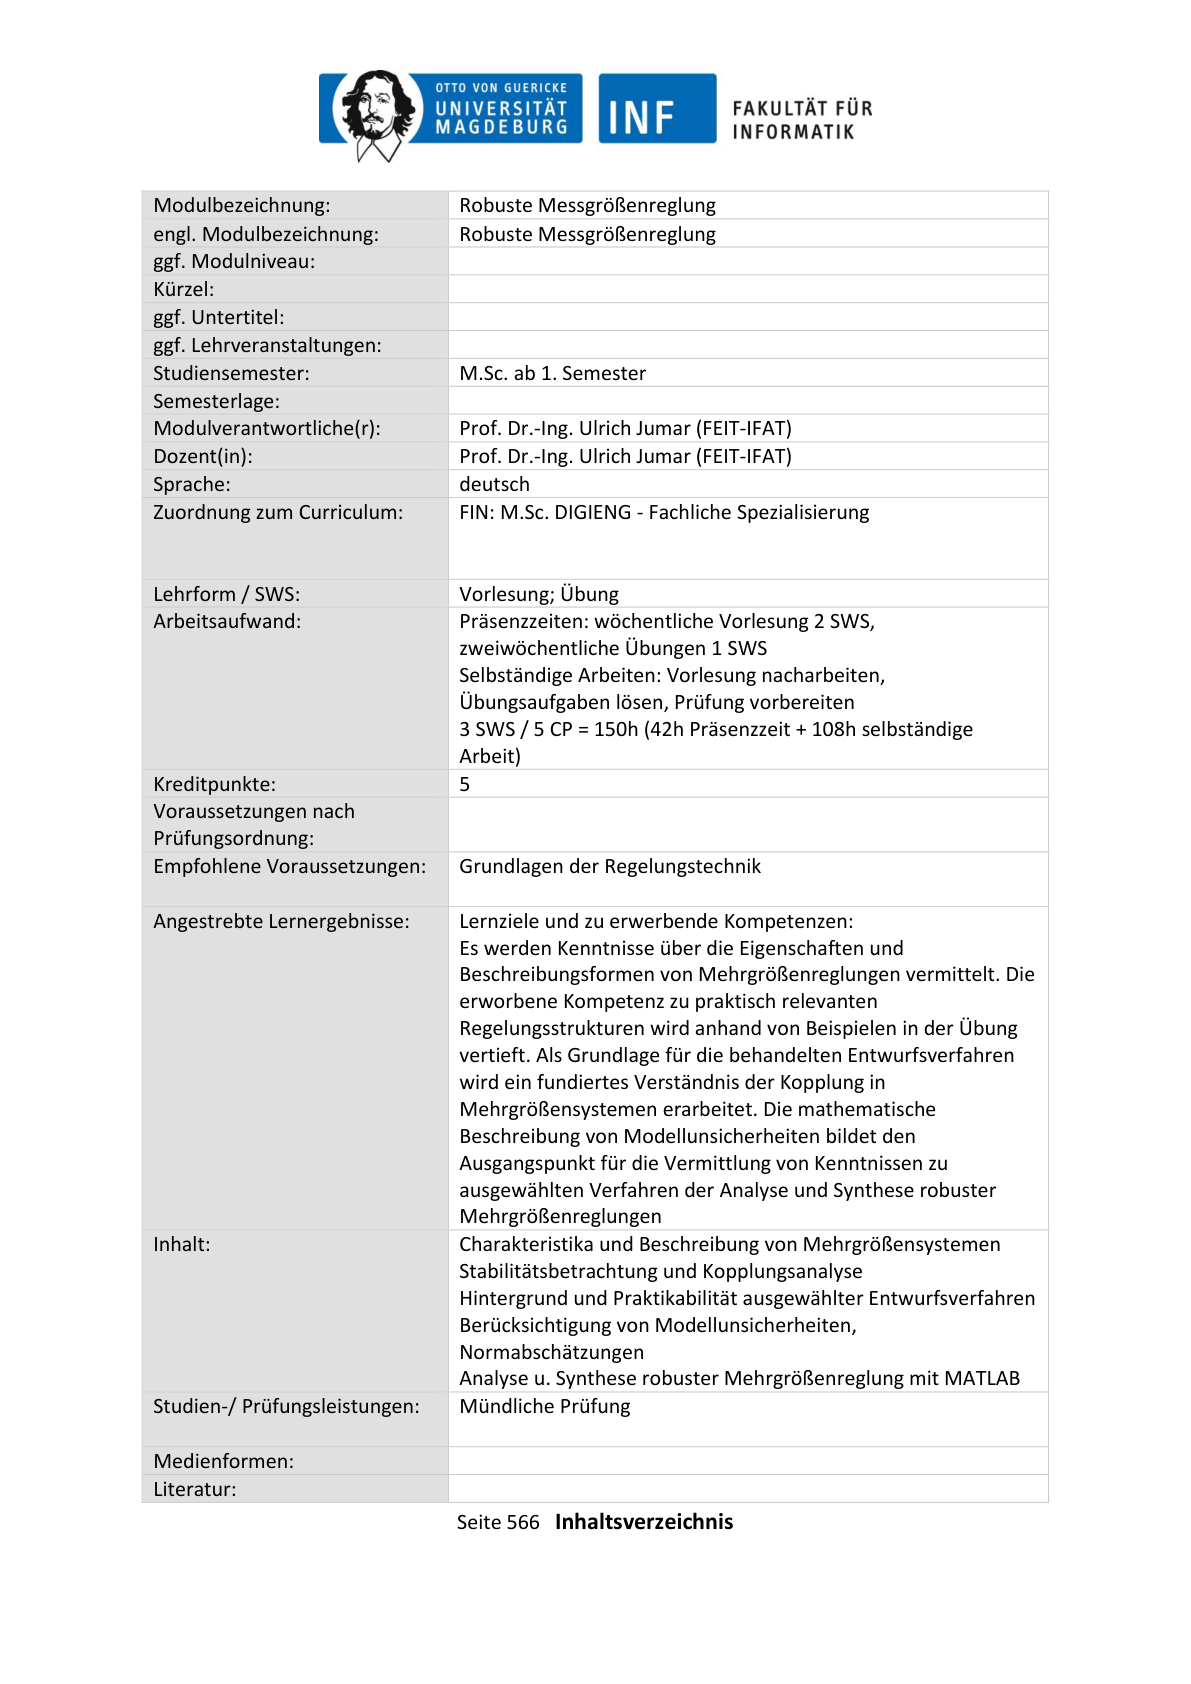 OTTO VON GUERICKE
UNIVERSITÄT
MAGDEBURG
INF
FAKULTÄT FÜR
INFORMATIK
Modulbezeichnung: Robuste Messgrößenreglung
engl. Modulbezeichnung: Robuste Messgrößenreglung
ggf. Modulniveau:
Kürzel:
ggf. Untertitel:
ggf. Lehrveranstaltungen:
Studiensemester: M.Sc. ab 1. Semester
Semesterlage:
Modulverantwortliche(r): Prof. Dr.-Ing. Ulrich Jumar (FEIT-IFAT)
Dozent(in): Prof. Dr.-Ing. Ulrich Jumar (FEIT-IFAT)
Sprache: deutsch
Zuordnung zum Curriculum: FIN: M.Sc. DIGIENG - Fachliche Spezialisierung
Lehrform / SWS: Vorlesung; Übung
Arbeitsaufwand: Präsenzzeiten: wöchentliche Vorlesung 2 SWS,
zweiwöchentliche Übungen 1 SWS
Selbständige Arbeiten: Vorlesung nacharbeiten,
Übungsaufgaben lösen, Prüfung vorbereiten
3 SWS / 5 CP = 150h (42h Präsenzzeit + 108h selbständige
Arbeit)
Kreditpunkte: 5
Voraussetzungen nach
Prüfungsordnung:
Empfohlene Voraussetzungen: Grundlagen der Regelungstechnik
Angestrebte Lernergebnisse: Lernziele und zu erwerbende Kompetenzen:
Es werden Kenntnisse über die Eigenschaften und
Beschreibungsformen von Mehrgrößenreglungen vermittelt. Die
erworbene Kompetenz zu praktisch relevanten
Regelungsstrukturen wird anhand von Beispielen in der Übung
vertieft. Als Grundlage für die behandelten Entwurfsverfahren
wird ein fundiertes Verständnis der Kopplung in
Mehrgrößensystemen erarbeitet. Die mathematische
Beschreibung von Modellunsicherheiten bildet den
Ausgangspunkt für die Vermittlung von Kenntnissen zu
ausgewählten Verfahren der Analyse und Synthese robuster
Mehrgrößenreglungen
Inhalt: Charakteristika und Beschreibung von Mehrgrößensystemen
Stabilitätsbetrachtung und Kopplungsanalyse
Hintergrund und Praktikabilität ausgewählter Entwurfsverfahren
Berücksichtigung von Modellunsicherheiten,
Normabschätzungen
Analyse u. Synthese robuster Mehrgrößenreglung mit MATLAB
Studien-/ Prüfungsleistungen: Mündliche Prüfung
Medienformen:
Literatur:
Seite 566 Inhaltsverzeichnis